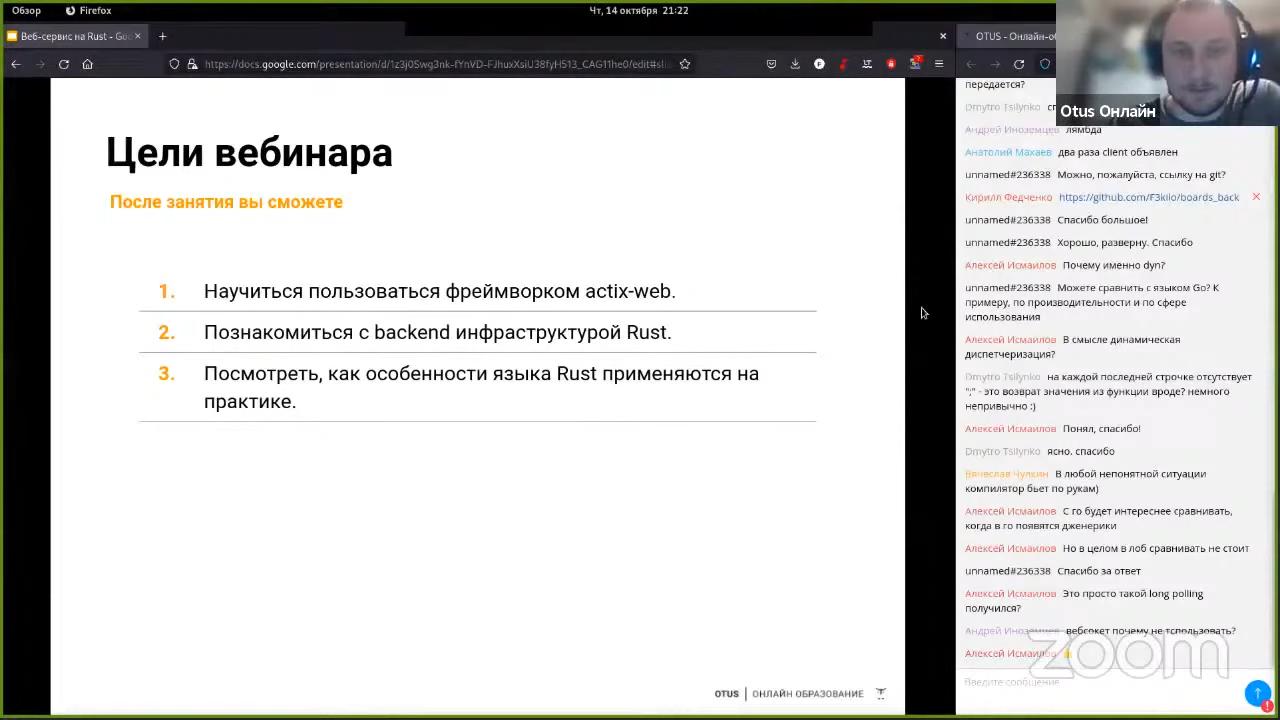 Обзор
Firefox
Чт, 14 октября 21:22
Веб-сервис на Rust - Goo
OTUS - Онлайн-об
Otus Онлайн
Цели вебинара
После занятия вы сможете
1. Научиться пользоваться фреймворком actix-web.
2. Познакомиться с backend инфраструктурой Rust.
3. Посмотреть, как особенности языка Rust применяются на
практике.
OTUS | ОНЛАЙН ОБРАЗОВАНИЕ
передается?
Dmytro Tsilynko
Андрей Иноземцев лямбда
Анатолий Махаев два раза client объявлен
unnamed#236338 Можно, пожалуйста, ссылку на git?
Кирилл Федченко https://github.com/F3kilo/boards_back
unnamed#236338 Спасибо большое!
unnamed#236338 Хорошо, разверну. Спасибо
Алексей Исмаилов Почему именно dyn?
unnamed#236338 Можете сравнить с языком Go? К
примеру, по производительности и по сфере
использования
Алексей Исмаилов В смысле динамическая
диспетчеризация?
Dmytro Tsilynko на каждой последней строчке отсутствует
";" - это возврат значения из функции вроде? немного
непривычно :)
Алексей Исмаилов Понял, спасибо!
Dmytro Tsilynko ясно. спасибо
Вячеслав Чулкин В любой непонятной ситуации
компилятор бьет по рукам)
Алексей Исмаилов С го будет интереснее сравнивать,
когда в го появятся дженерики
Алексей Исмаилов Но в целом в лоб сравнивать не стоит
unnamed#236338 Спасибо за ответ
Алексей Исмаилов Это просто такой long polling
получился?
Андрей Иноземцев вебсокет почему не тспользовать?
Алексей Исмаилов
Введите сообщение
zoom